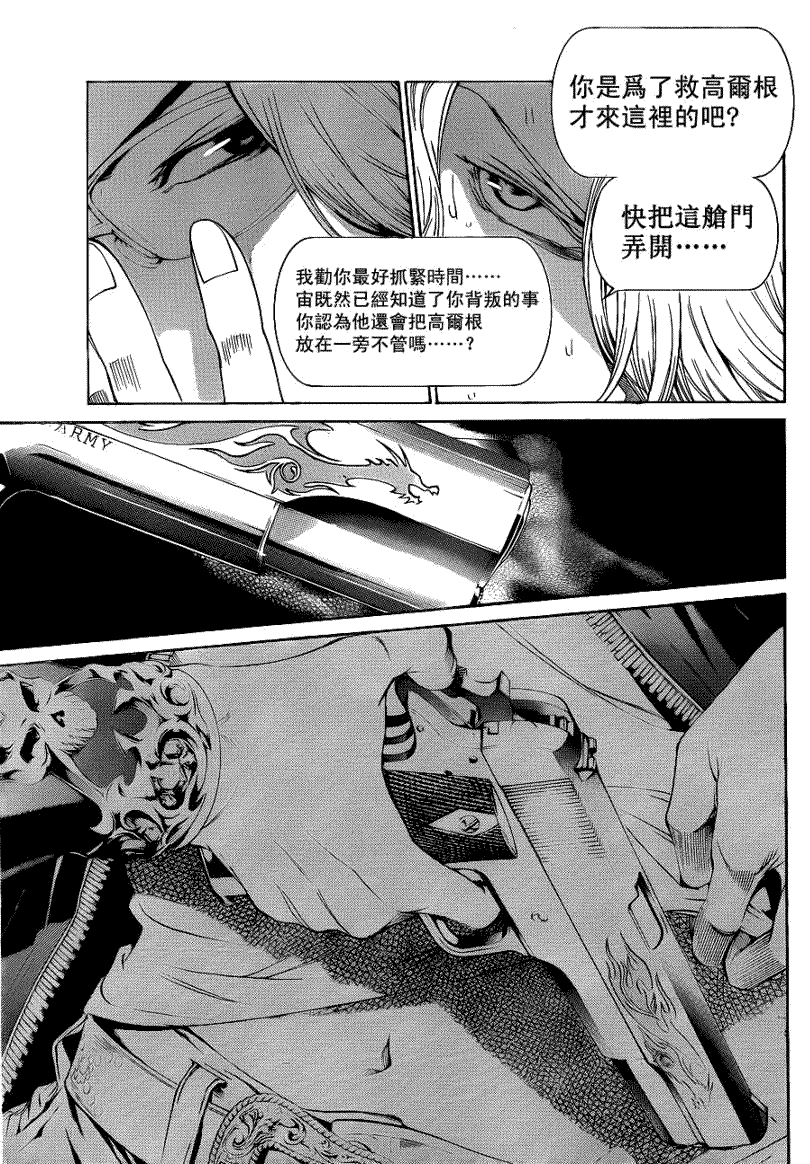 你是爲了救高爾根
才來這裡的吧?
快把這艙門
弄開……
我勸你最好抓緊時間……
宙既然已經知道了你背叛的事
你認為他還會把高爾根
放在一旁不管嗎……?
ARMY